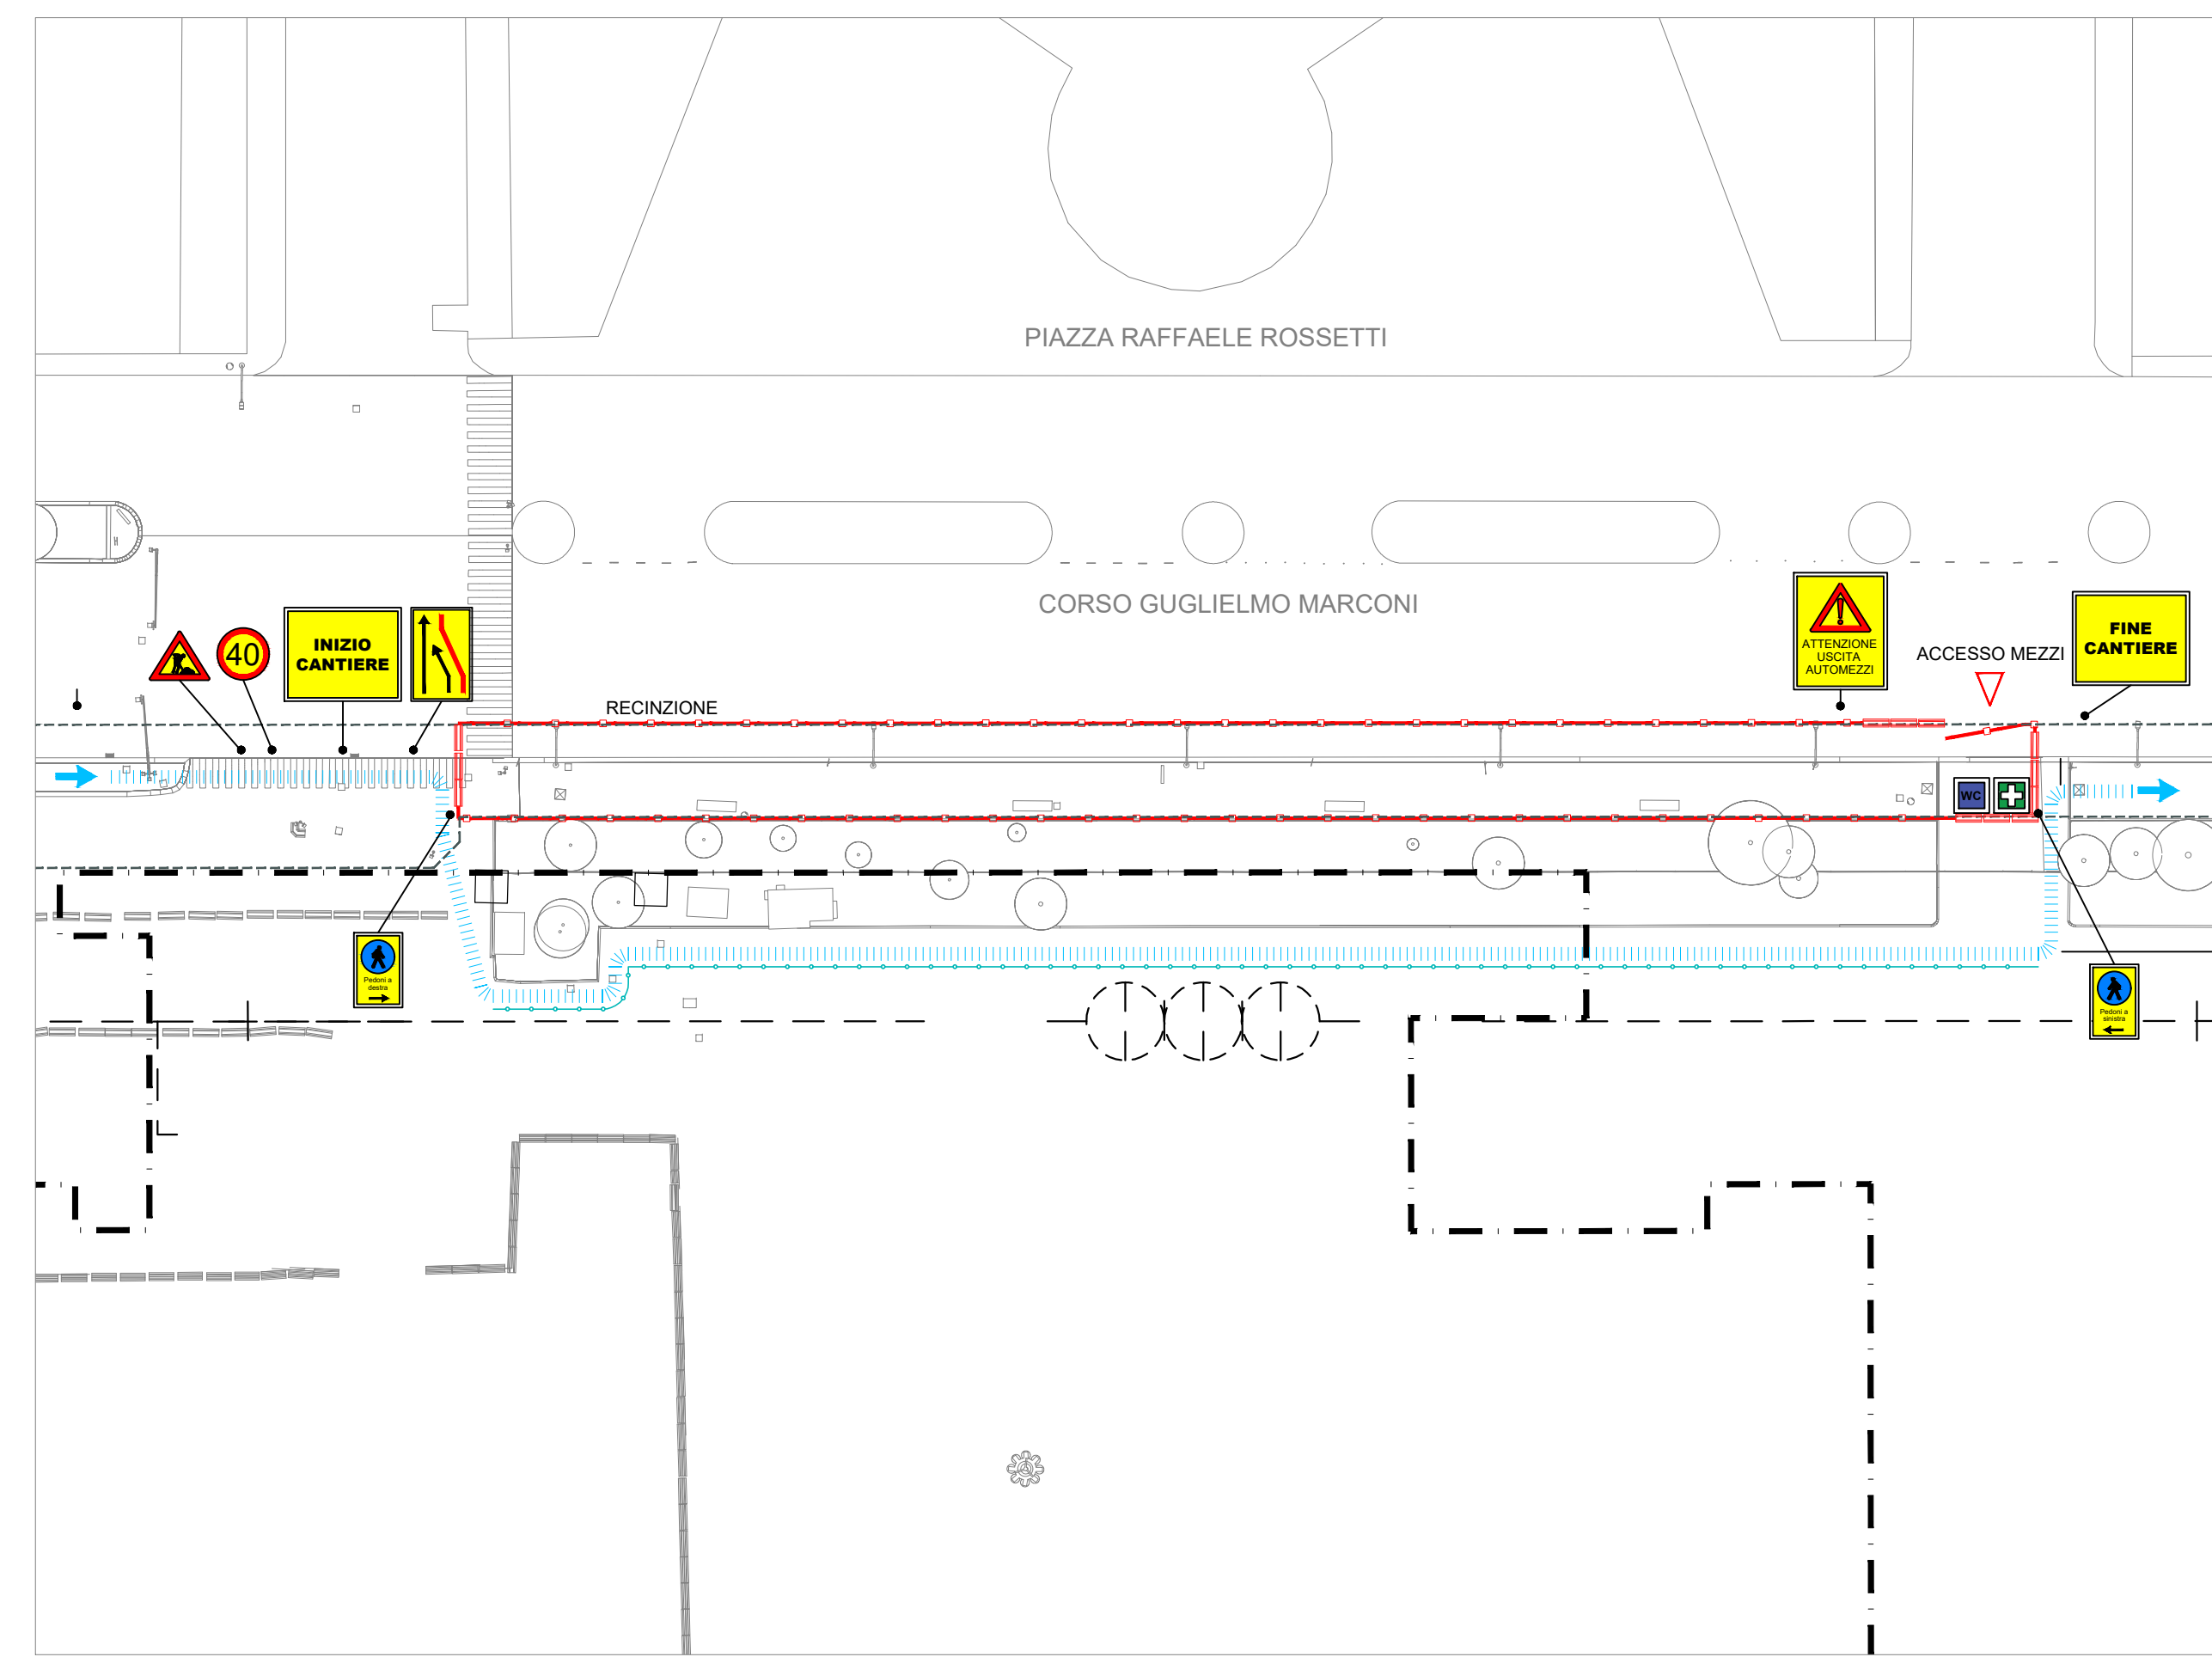 PIAZZA RAFFAELE ROSSETTI
CORSO GUGLIELMO MARCONI
40
INIZIO
CANTIERE
ATTENZIONE
USCITA
AUTOMEZZI
ACCESSO MEZZI
FINE
CANTIERE
RECINZIONE
WC
Pedoni a
destra
Pedoni a
sinistra